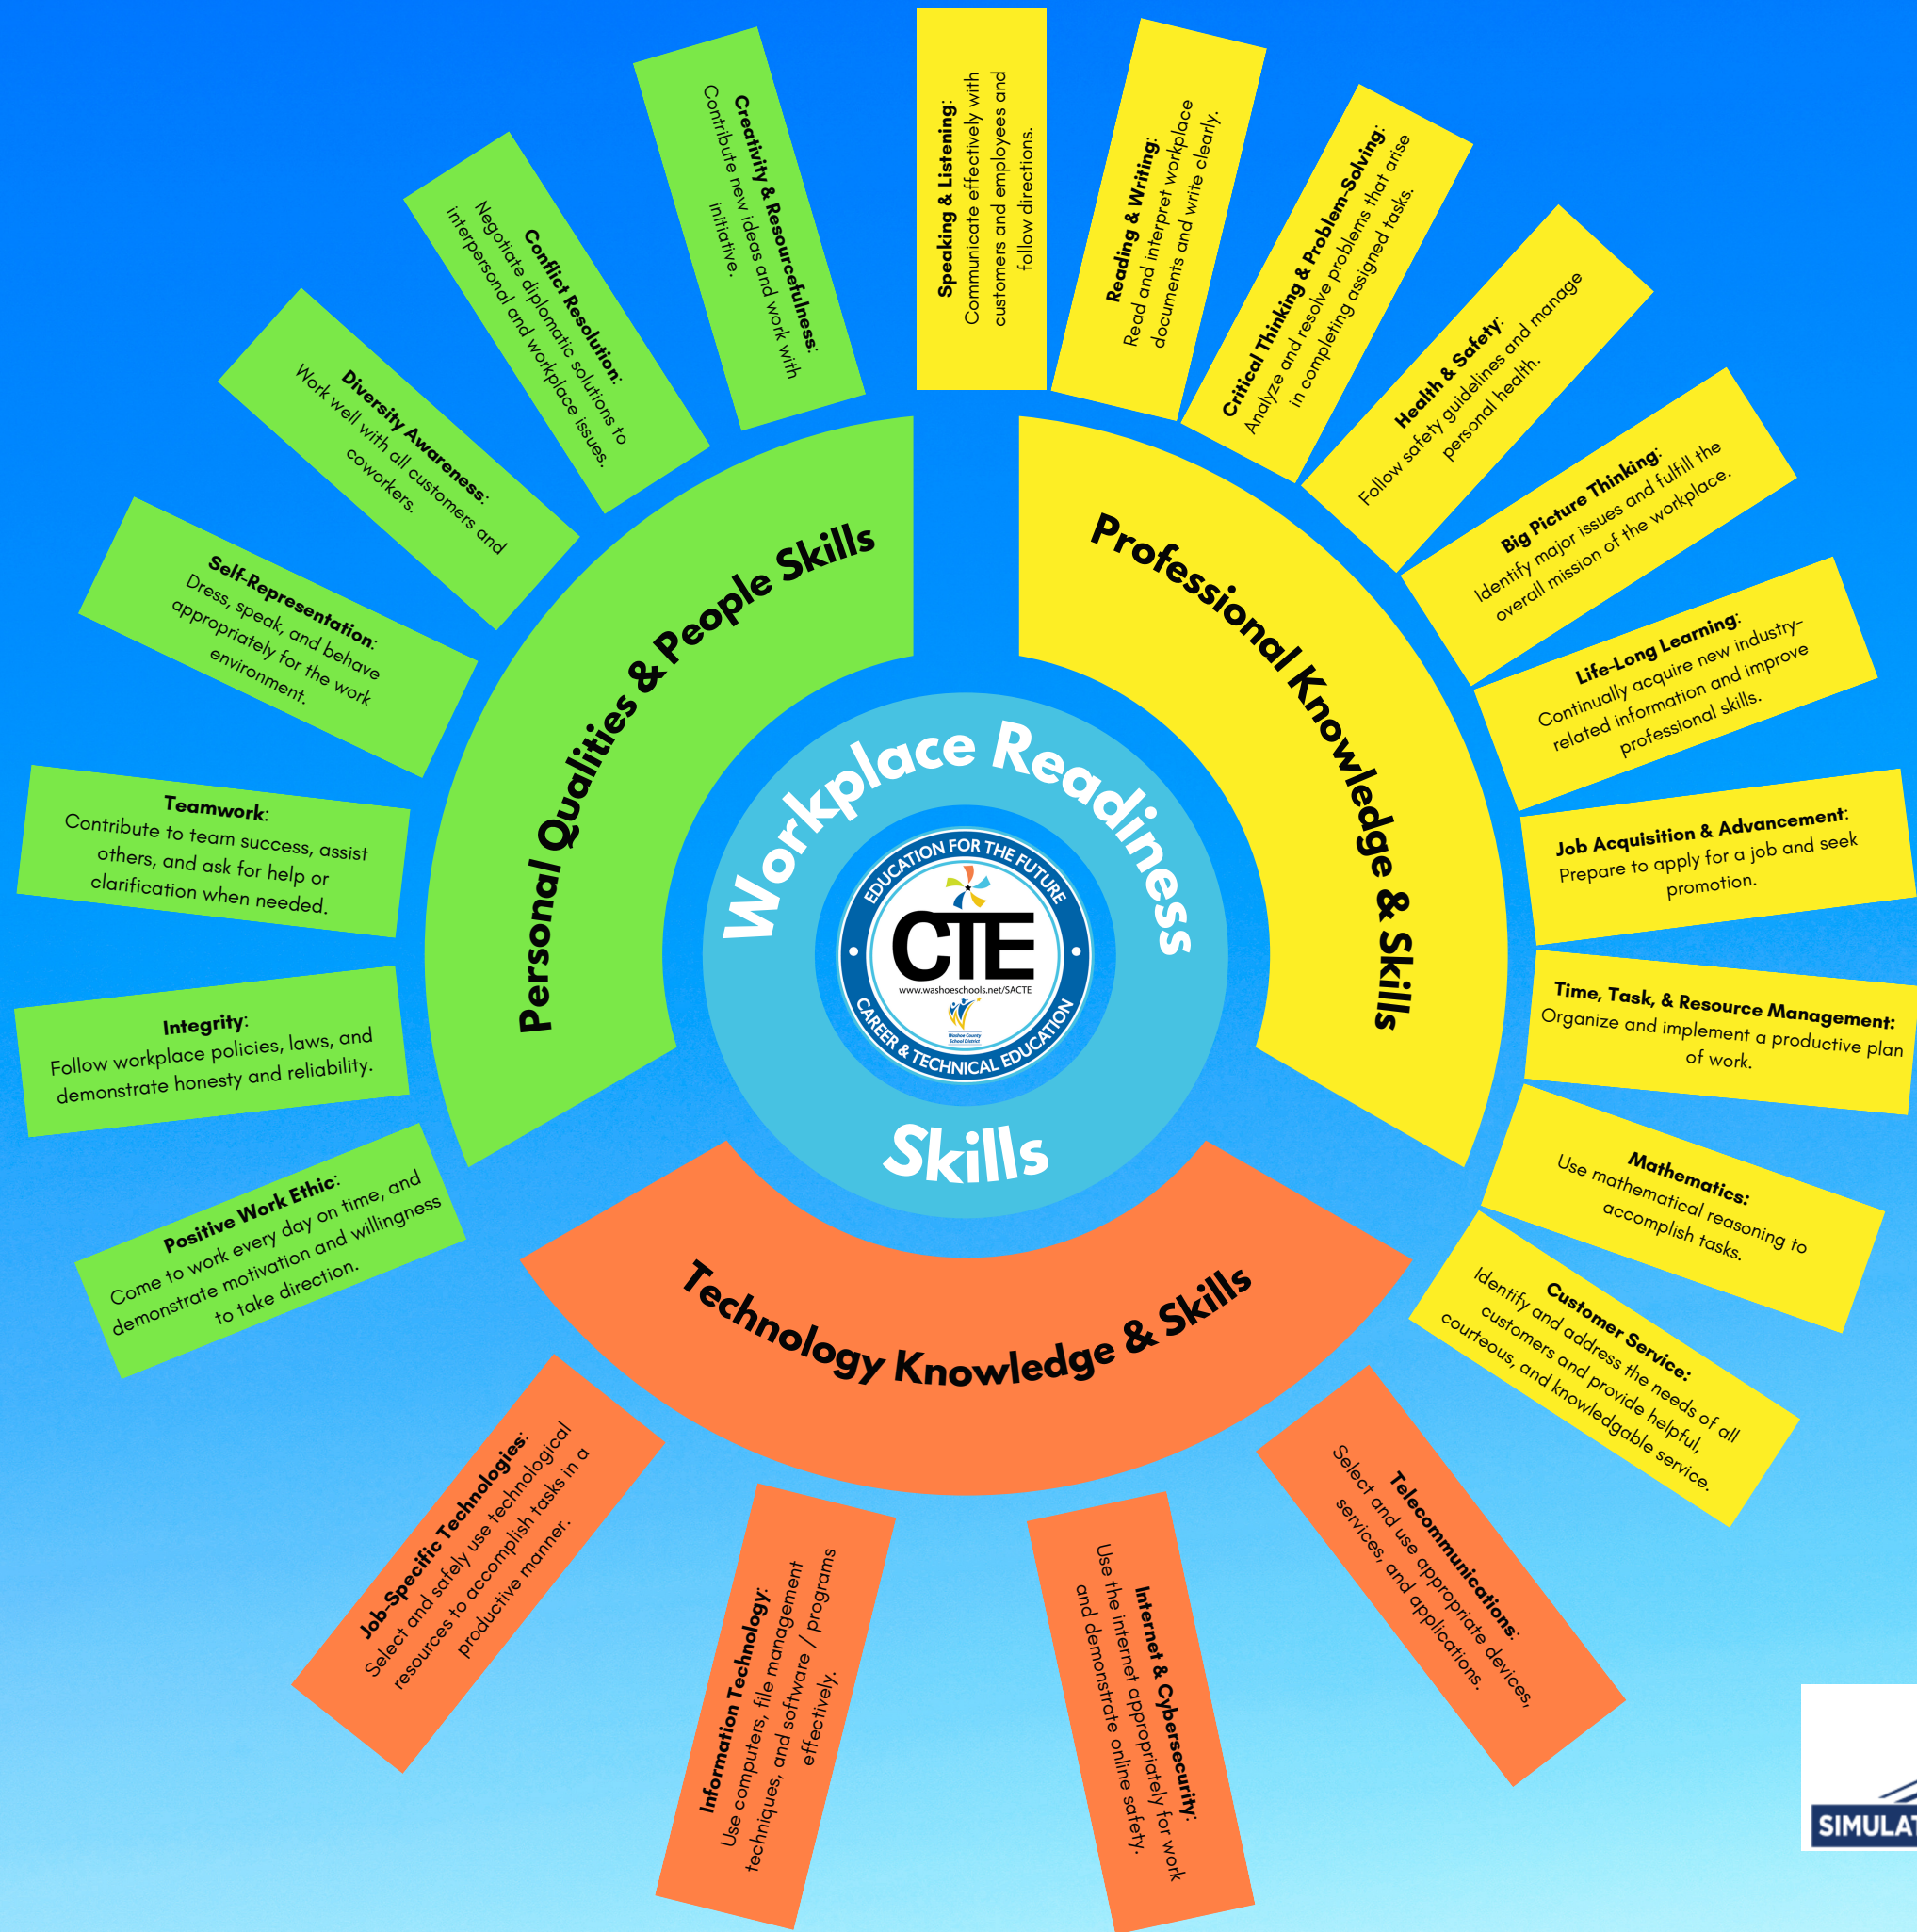 Workplace Readiness
Skills
EDUCATION FOR THE FUTURE
CTE
www.washoeschools.net/SACTE
Washoe County
School District
CAREER & TECHNICAL EDUCATION
Personal Qualities & People Skills
Positive Work Ethic:
Come to work every day on time, and
demonstrate motivation and willingness
to take direction.
Integrity:
Follow workplace policies, laws, and
demonstrate honesty and reliability.
Teamwork:
Contribute to team success, assist
others, and ask for help or
clarification when needed.
Self-Representation:
Dress, speak, and behave
appropriately for the work
environment.
Diversity Awareness:
Work well with all customers and
coworkers.
Conflict Resolution:
Negotiate diplomatic solutions to
interpersonal and workplace issues.
Creativity & Resourcefulness:
Contribute new ideas and work with
initiative.
Professional Knowledge & Skills
Speaking & Listening:
Communicate effectively with
customers and employees and
follow directions.
Reading & Writing:
Read and interpret workplace
documents and write clearly.
Critical Thinking & Problem-Solving:
Analyze and resolve problems that arise
in completing assigned tasks.
Health & Safety:
Follow safety guidelines and manage
personal health.
Big Picture Thinking:
Identify major issues and fulfill the
overall mission of the workplace.
Life-Long Learning:
Continually acquire new industry-
related information and improve
professional skills.
Job Acquisition & Advancement:
Prepare to apply for a job and seek
promotion.
Time, Task, & Resource Management:
Organize and implement a productive plan
of work.
Mathematics:
Use mathematical reasoning to
accomplish tasks.
Customer Service:
Identify and address the needs of all
customers and provide helpful,
courteous, and knowledgable service.
Technology Knowledge & Skills
Job-Specific Technologies:
Select and safely use technological
resources to accomplish tasks in a
productive manner.
Information Technology:
Use computers, file management
techniques, and software / programs
effectively.
Internet & Cybersecurity:
Use the internet appropriately for work
and demonstrate online safety.
Telecommunications:
Select and use appropriate devices,
services, and applications.
SIMULAT